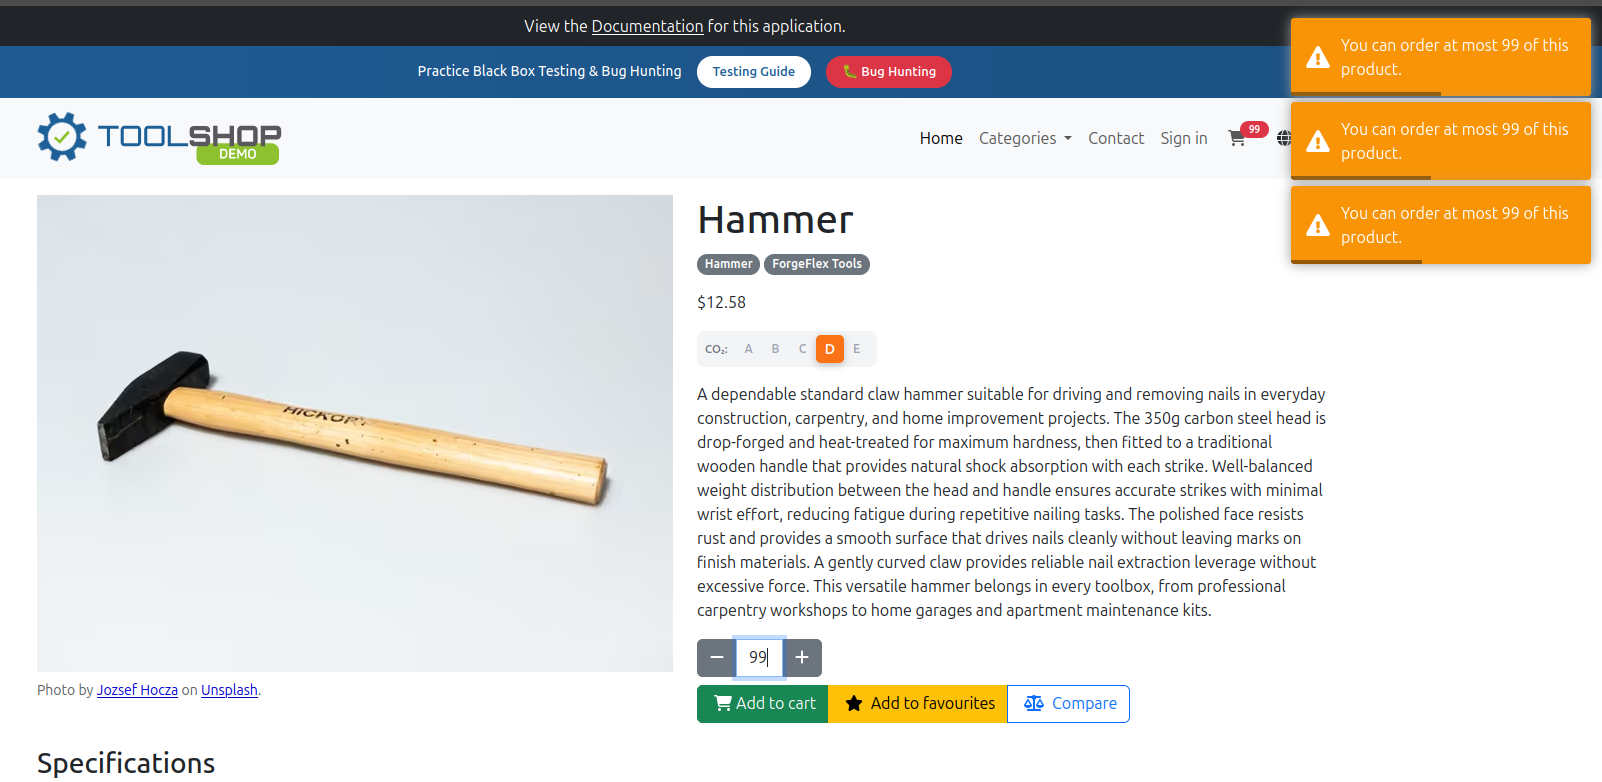 View the Documentation for this application.
Practice Black Box Testing & Bug Hunting Testing Guide Bug Hunting
You can order at most 99 of this
product.
You can order at most 99 of this
product.
You can order at most 99 of this
product.
TOOLSHOP
DEMO
Home Categories Contact Sign in 99
Hammer
Hammer ForgeFlex Tools
$12.58
CO₂: A B C D E
A dependable standard claw hammer suitable for driving and removing nails in everyday
construction, carpentry, and home improvement projects. The 350g carbon steel head is
drop-forged and heat-treated for maximum hardness, then fitted to a traditional
wooden handle that provides natural shock absorption with each strike. Well-balanced
weight distribution between the head and handle ensures accurate strikes with minimal
wrist effort, reducing fatigue during repetitive nailing tasks. The polished face resists
rust and provides a smooth surface that drives nails cleanly without leaving marks on
finish materials. A gently curved claw provides reliable nail extraction leverage without
excessive force. This versatile hammer belongs in every toolbox, from professional
carpentry workshops to home garages and apartment maintenance kits.
HICKORY
99
Add to cart Add to favourites Compare
Photo by Jozsef Hocza on Unsplash.
Specifications